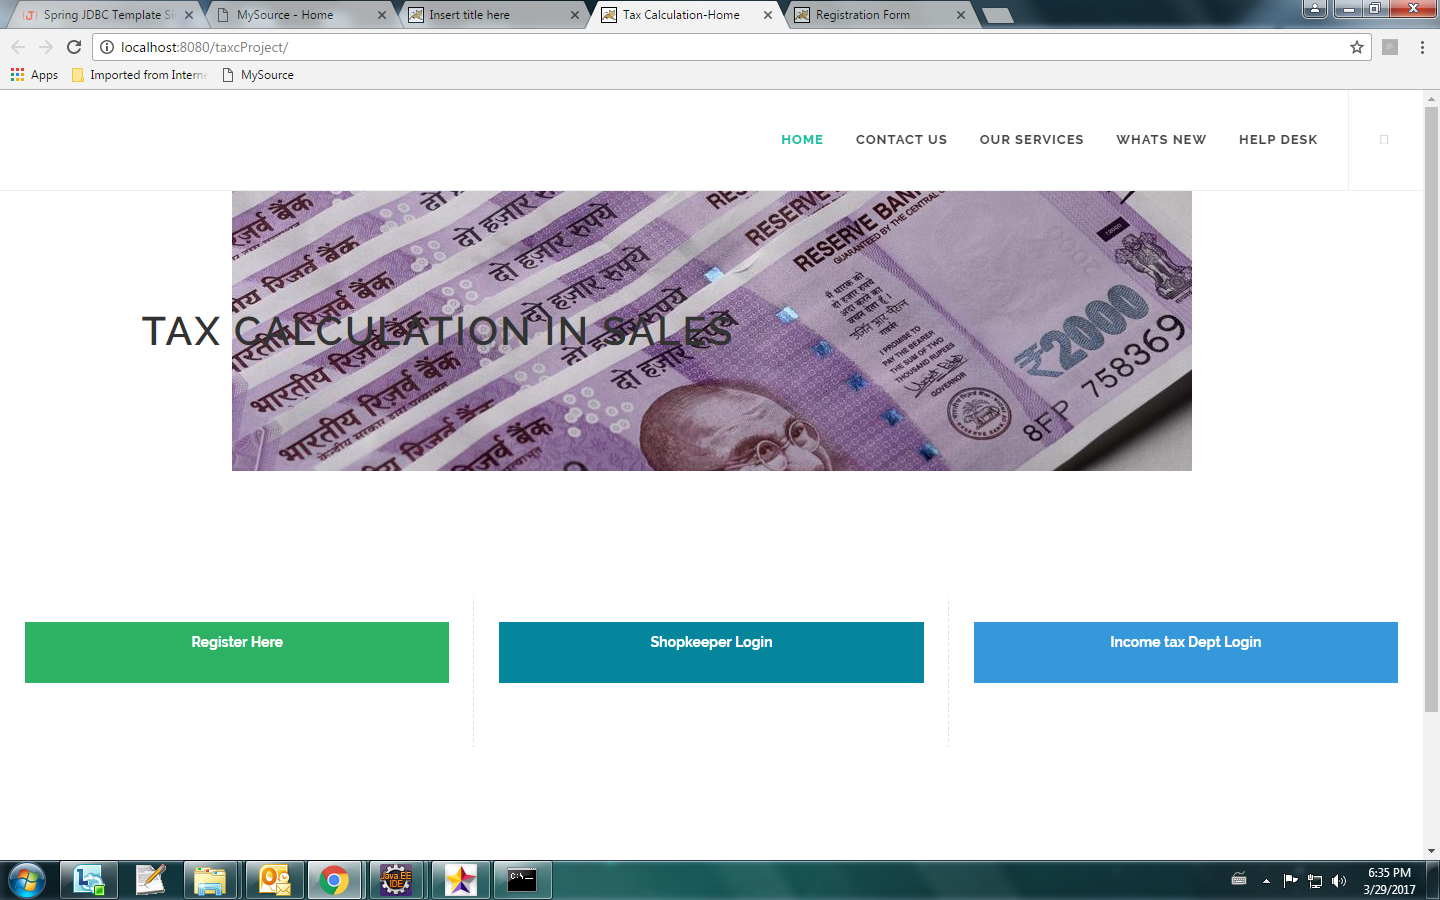 Spring JDBC Template Si
MySource - Home
Insert title here
Tax Calculation-Home
Registration Form
localhost:8080/taxcProject/
Apps
Imported from Intern
MySource
HOME
CONTACT US
OUR SERVICES
WHATS NEW
HELP DESK
TAX CALCULATION IN SALES
भारतीय रिज़र्व बैंक
दो हज़ार रुपये
RESERVE BANK
GUARANTEED BY THE CENTRAL
I PROMISE TO
PAY THE BEARER
THE SUM OF TWO
THOUSAND RUPEES
GOVERNOR
₹2000
8FP 758369
Register Here
Shopkeeper Login
Income tax Dept Login
Java EE
IDE
C:\
6:35 PM
3/29/2017